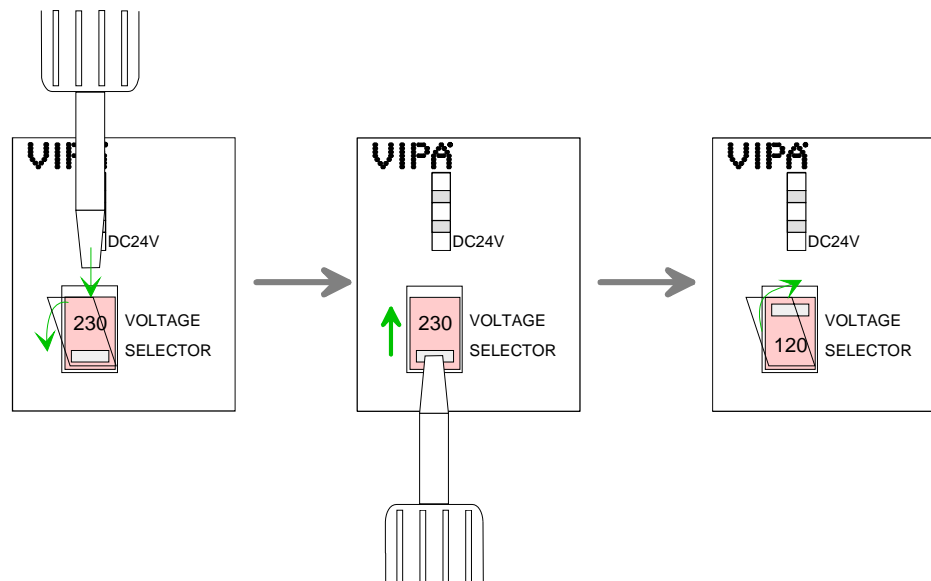 VIPA
DC24V
230
VOLTAGE
SELECTOR
VIPA
DC24V
230
VOLTAGE
SELECTOR
VIPA
DC24V
120
VOLTAGE
SELECTOR